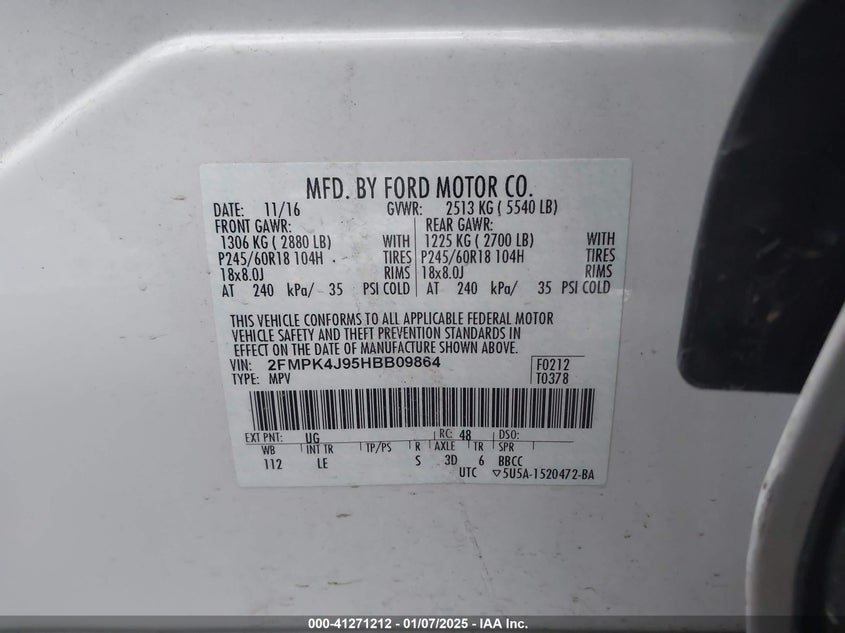 MFD. BY FORD MOTOR CO.
DATE: 11/16 GVWR: 2513 KG ( 5540 LB)
FRONT GAWR: REAR GAWR:
1306 KG ( 2880 LB) WITH 1225 KG ( 2700 LB) WITH
P245/60R18 104H TIRES P245/60R18 104H TIRES
18x8.0J RIMS 18x8.0J RIMS
AT 240 kPa/ 35 PSI COLD AT 240 kPa/ 35 PSI COLD
THIS VEHICLE CONFORMS TO ALL APPLICABLE FEDERAL MOTOR
VEHICLE SAFETY AND THEFT PREVENTION STANDARDS IN
EFFECT ON THE DATE OF MANUFACTURE SHOWN ABOVE.
VIN: 2FMPK4J95HBB09864 F0212
TYPE: MPV T0378
EXT PNT: UG RC: 48 DSO:
WB INT TR TP/PS R AXLE TR SPR
112 LE S 3D 6 BBCC
UTC ▽5U5A-1520472-BA
000-41271212 | 01/07/2025 | © IAA Inc.